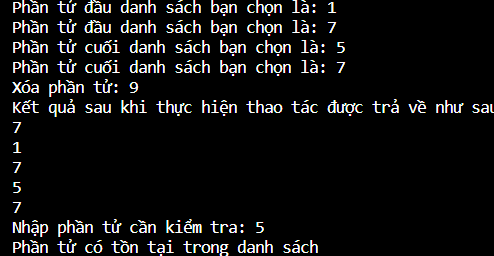 Phần tử đầu danh sách bạn chọn là: 1
Phần tử đầu danh sách bạn chọn là: 7
Phần tử cuối danh sách bạn chọn là: 5
Phần tử cuối danh sách bạn chọn là: 7
Xóa phần tử: 9
Kết quả sau khi thực hiện thao tác được trả về như sau
7
1
7
5
7
Nhập phần tử cần kiểm tra: 5
Phần tử có tồn tại trong danh sách